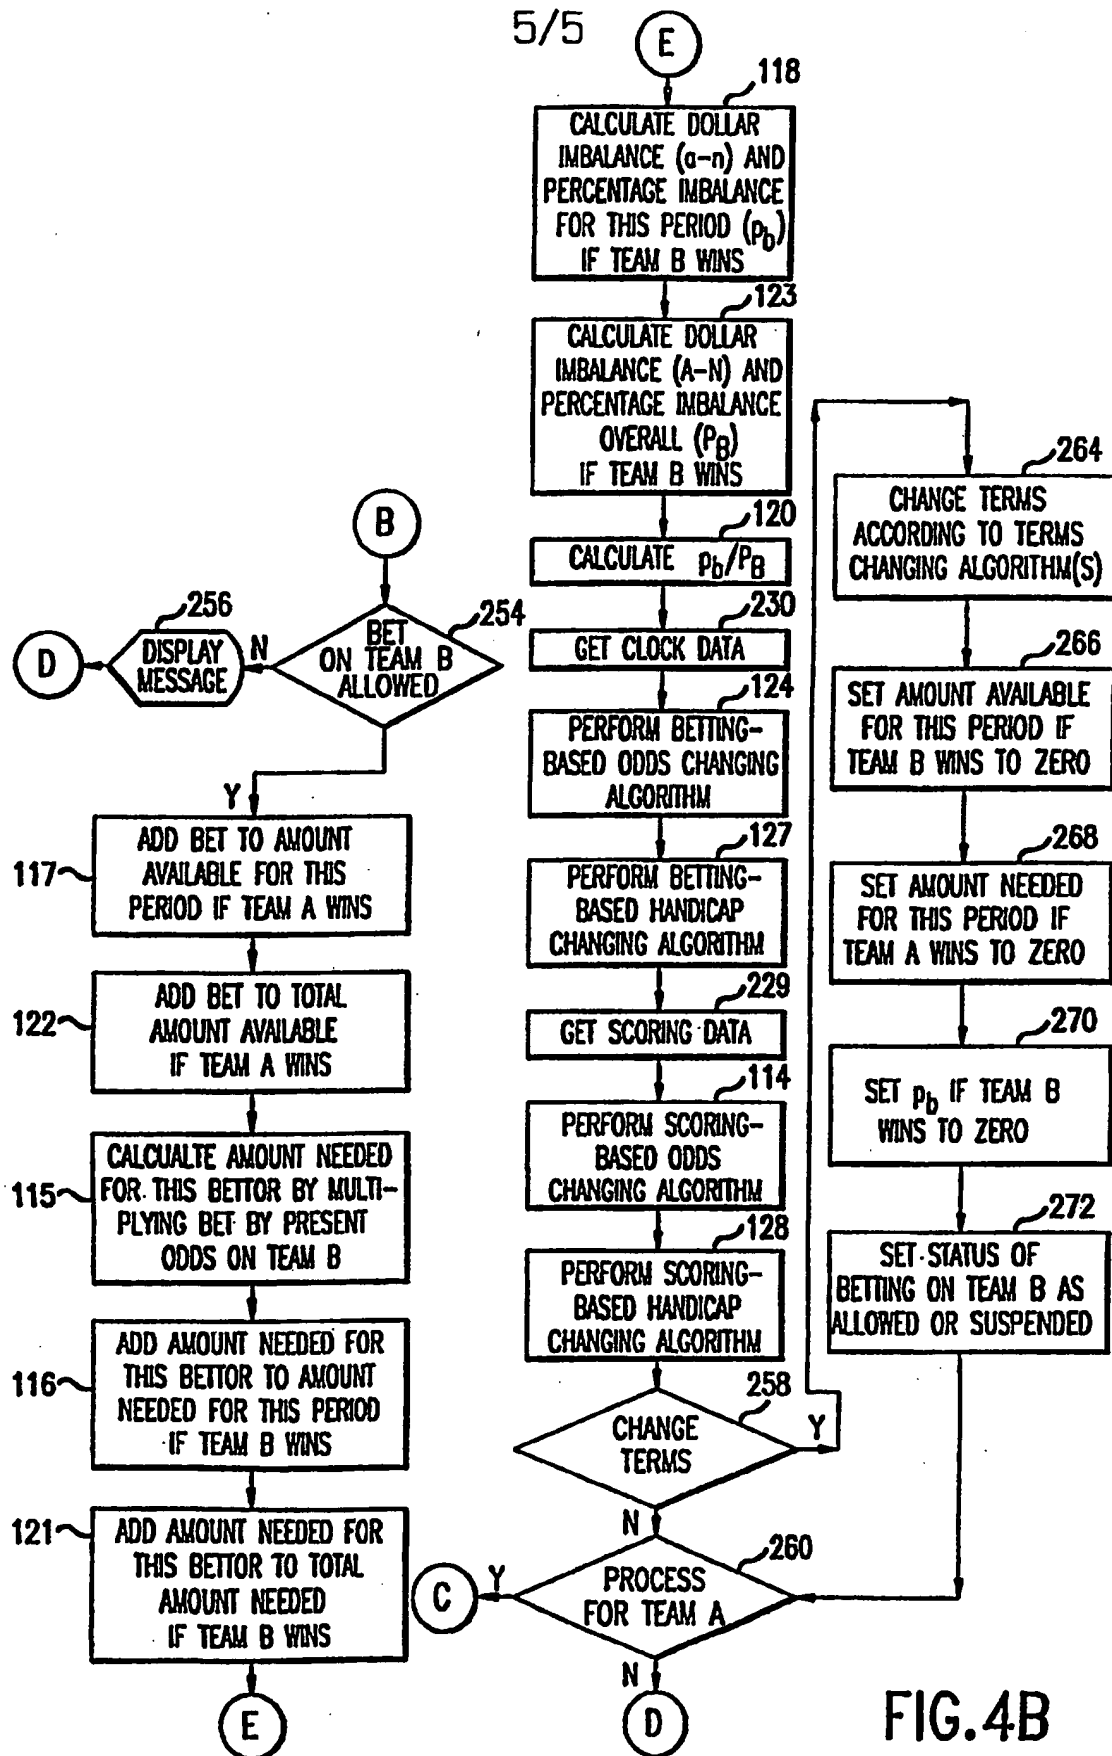 5/5
E
118
CALCULATE DOLLAR
IMBALANCE (a-n) AND
PERCENTAGE IMBALANCE
FOR THIS PERIOD (pb)
IF TEAM B WINS
123
CALCULATE DOLLAR
IMBALANCE (A-N) AND
PERCENTAGE IMBALANCE
OVERALL (PB)
IF TEAM B WINS
120
CALCULATE pb/PB
230
GET CLOCK DATA
124
PERFORM BETTING-
BASED ODDS CHANGING
ALGORITHM
127
PERFORM BETTING-
BASED HANDICAP
CHANGING ALGORITHM
229
GET SCORING DATA
114
PERFORM SCORING-
BASED ODDS
CHANGING ALGORITHM
128
PERFORM SCORING-
BASED HANDICAP
CHANGING ALGORITHM
258
CHANGE
TERMS
Y
N
260
PROCESS
FOR TEAM A
Y
C
N
D
B
254
BET
ON TEAM B
ALLOWED
N
256
DISPLAY
MESSAGE
D
Y
117
ADD BET TO AMOUNT
AVAILABLE FOR THIS
PERIOD IF TEAM A WINS
122
ADD BET TO TOTAL
AMOUNT AVAILABLE
IF TEAM A WINS
115
CALCUALTE AMOUNT NEEDED
FOR THIS BETTOR BY MULTI-
PLYING BET BY PRESENT
ODDS ON TEAM B
116
ADD AMOUNT NEEDED FOR
THIS BETTOR TO AMOUNT
NEEDED FOR THIS PERIOD
IF TEAM B WINS
121
ADD AMOUNT NEEDED FOR
THIS BETTOR TO TOTAL
AMOUNT NEEDED
IF TEAM B WINS
E
264
CHANGE TERMS
ACCORDING TO TERMS
CHANGING ALGORITHM(S)
266
SET AMOUNT AVAILABLE
FOR THIS PERIOD IF
TEAM B WINS TO ZERO
268
SET AMOUNT NEEDED
FOR THIS PERIOD IF
TEAM A WINS TO ZERO
270
SET pb IF TEAM B
WINS TO ZERO
272
SET STATUS OF
BETTING ON TEAM B AS
ALLOWED OR SUSPENDED
FIG.4B